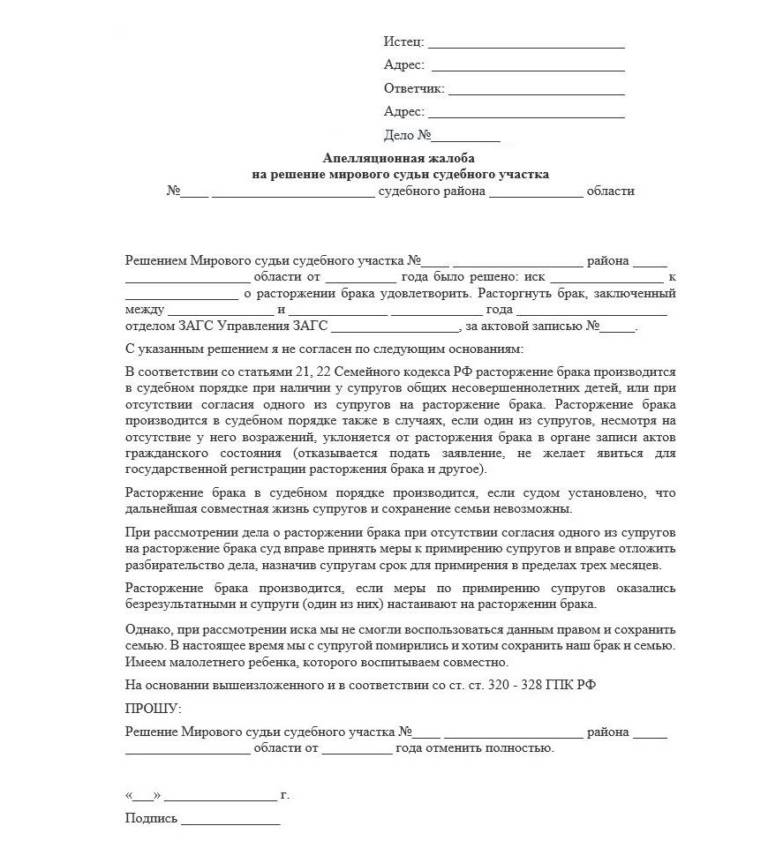 Истец: ____________________________
Адрес: ____________________________
Ответчик: _________________________
Адрес: ____________________________
Дело №__________
Апелляционная жалоба
на решение мирового судьи судебного участка
№____ _______________________ судебного района _____________ области
Решением Мирового судьи судебного участка №____ __________________ района _____
__________________ области от __________ года было решено: иск ________________ к
________________ о расторжении брака удовлетворить. Расторгнуть брак, заключенный
между _______________ и ______________ _____________ года _____________________
отделом ЗАГС Управления ЗАГС __________________, за актовой записью №_____.
С указанным решением я не согласен по следующим основаниям:
В соответствии со статьями 21, 22 Семейного кодекса РФ расторжение брака производится
в судебном порядке при наличии у супругов общих несовершеннолетних детей, или при
отсутствии согласия одного из супругов на расторжение брака. Расторжение брака
производится в судебном порядке также в случаях, если один из супругов, несмотря на
отсутствие у него возражений, уклоняется от расторжения брака в органе записи актов
гражданского состояния (отказывается подать заявление, не желает явиться для
государственной регистрации расторжения брака и другое).
Расторжение брака в судебном порядке производится, если судом установлено, что
дальнейшая совместная жизнь супругов и сохранение семьи невозможны.
При рассмотрении дела о расторжении брака при отсутствии согласия одного из супругов
на расторжение брака суд вправе принять меры к примирению супругов и вправе отложить
разбирательство дела, назначив супругам срок для примирения в пределах трех месяцев.
Расторжение брака производится, если меры по примирению супругов оказались
безрезультатными и супруги (один из них) настаивают на расторжении брака.
Однако, при рассмотрении иска мы не смогли воспользоваться данным правом и сохранить
семью. В настоящее время мы с супругой помирились и хотим сохранить наш брак и семью.
Имеем малолетнего ребенка, которого воспитываем совместно.
На основании вышеизложенного и в соответствии со ст. ст. 320 - 328 ГПК РФ
ПРОШУ:
Решение Мирового судьи судебного участка №____ ____________________ района _____
__________________ области от __________ года отменить полностью.
«___» ________________ г.
Подпись ______________